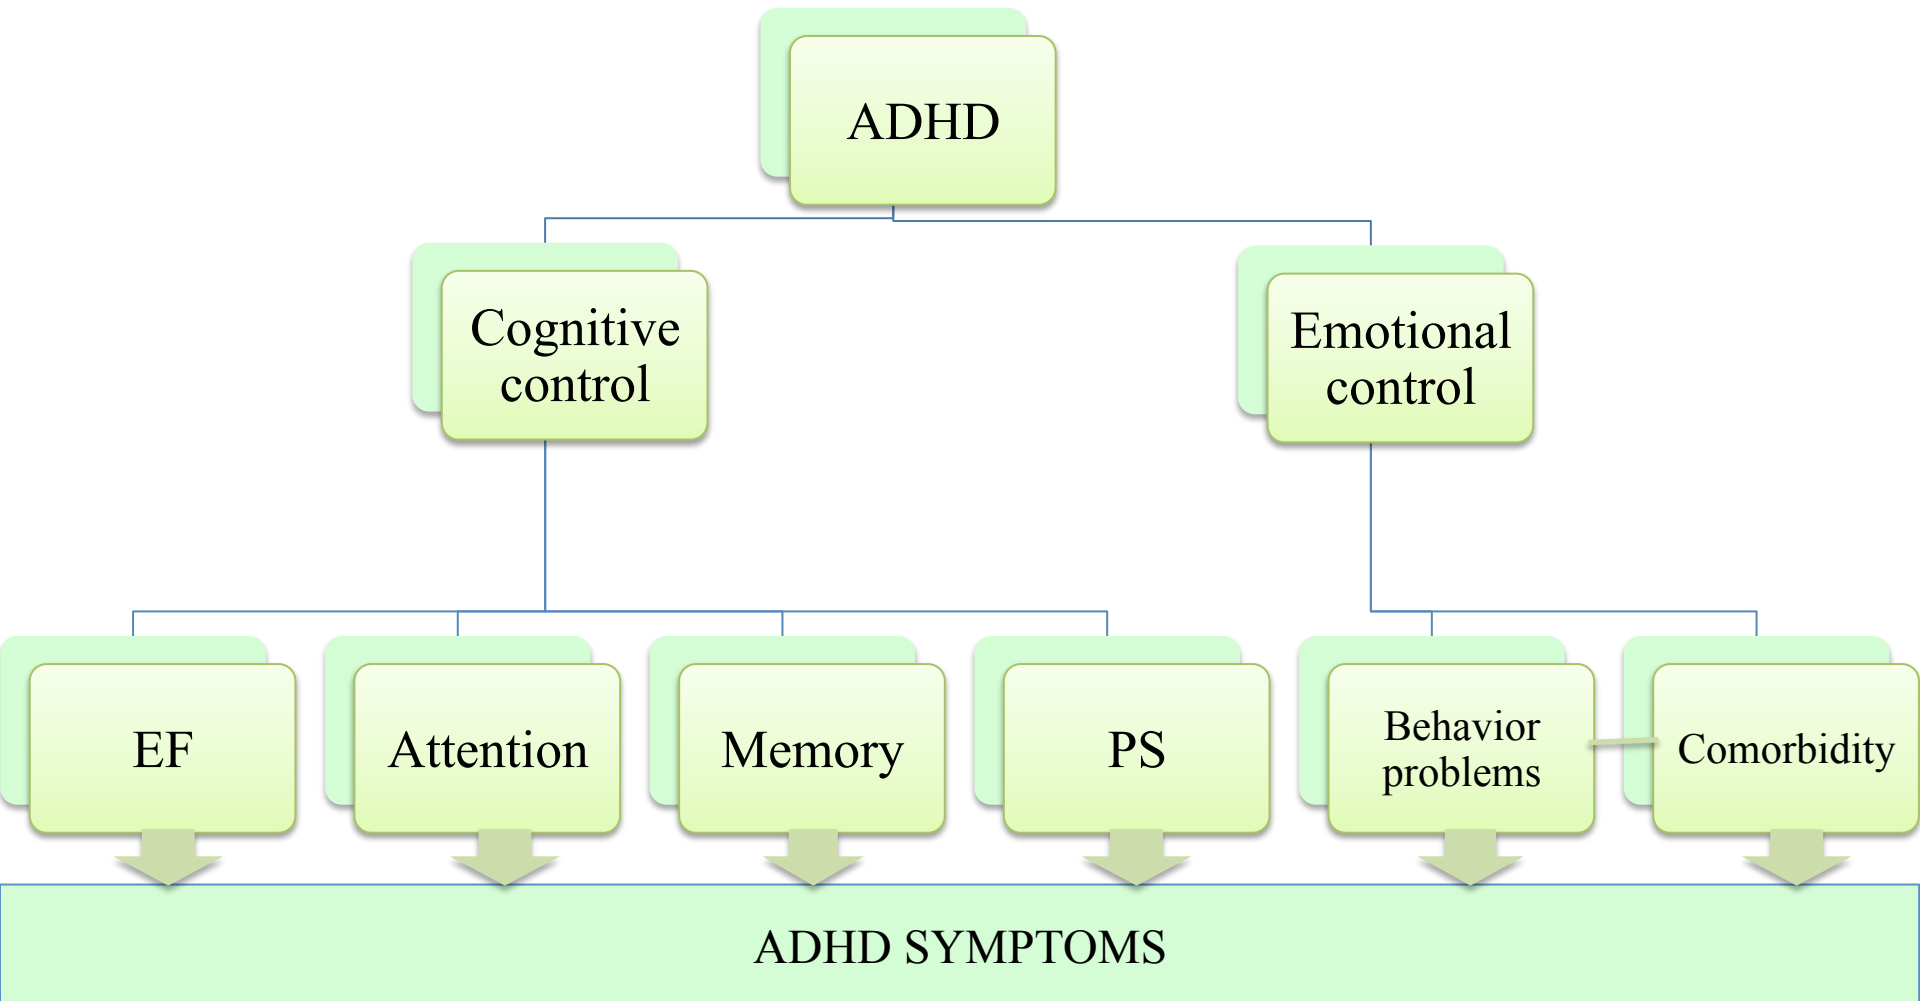 ADHD
Cognitive
control
Emotional
control
EF
Attention
Memory
PS
Behavior
problems
Comorbidity
ADHD SYMPTOMS